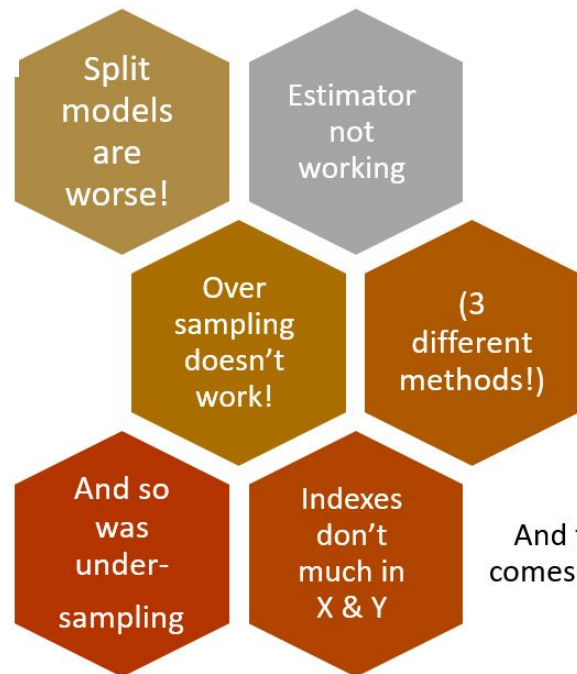 Split
models
are
worse!
Estimator
not
working
Over
sampling
doesn't
work!
(3
different
methods!)
And so
was
under-
sampling
Indexes
don't
much in
X & Y
And
comes